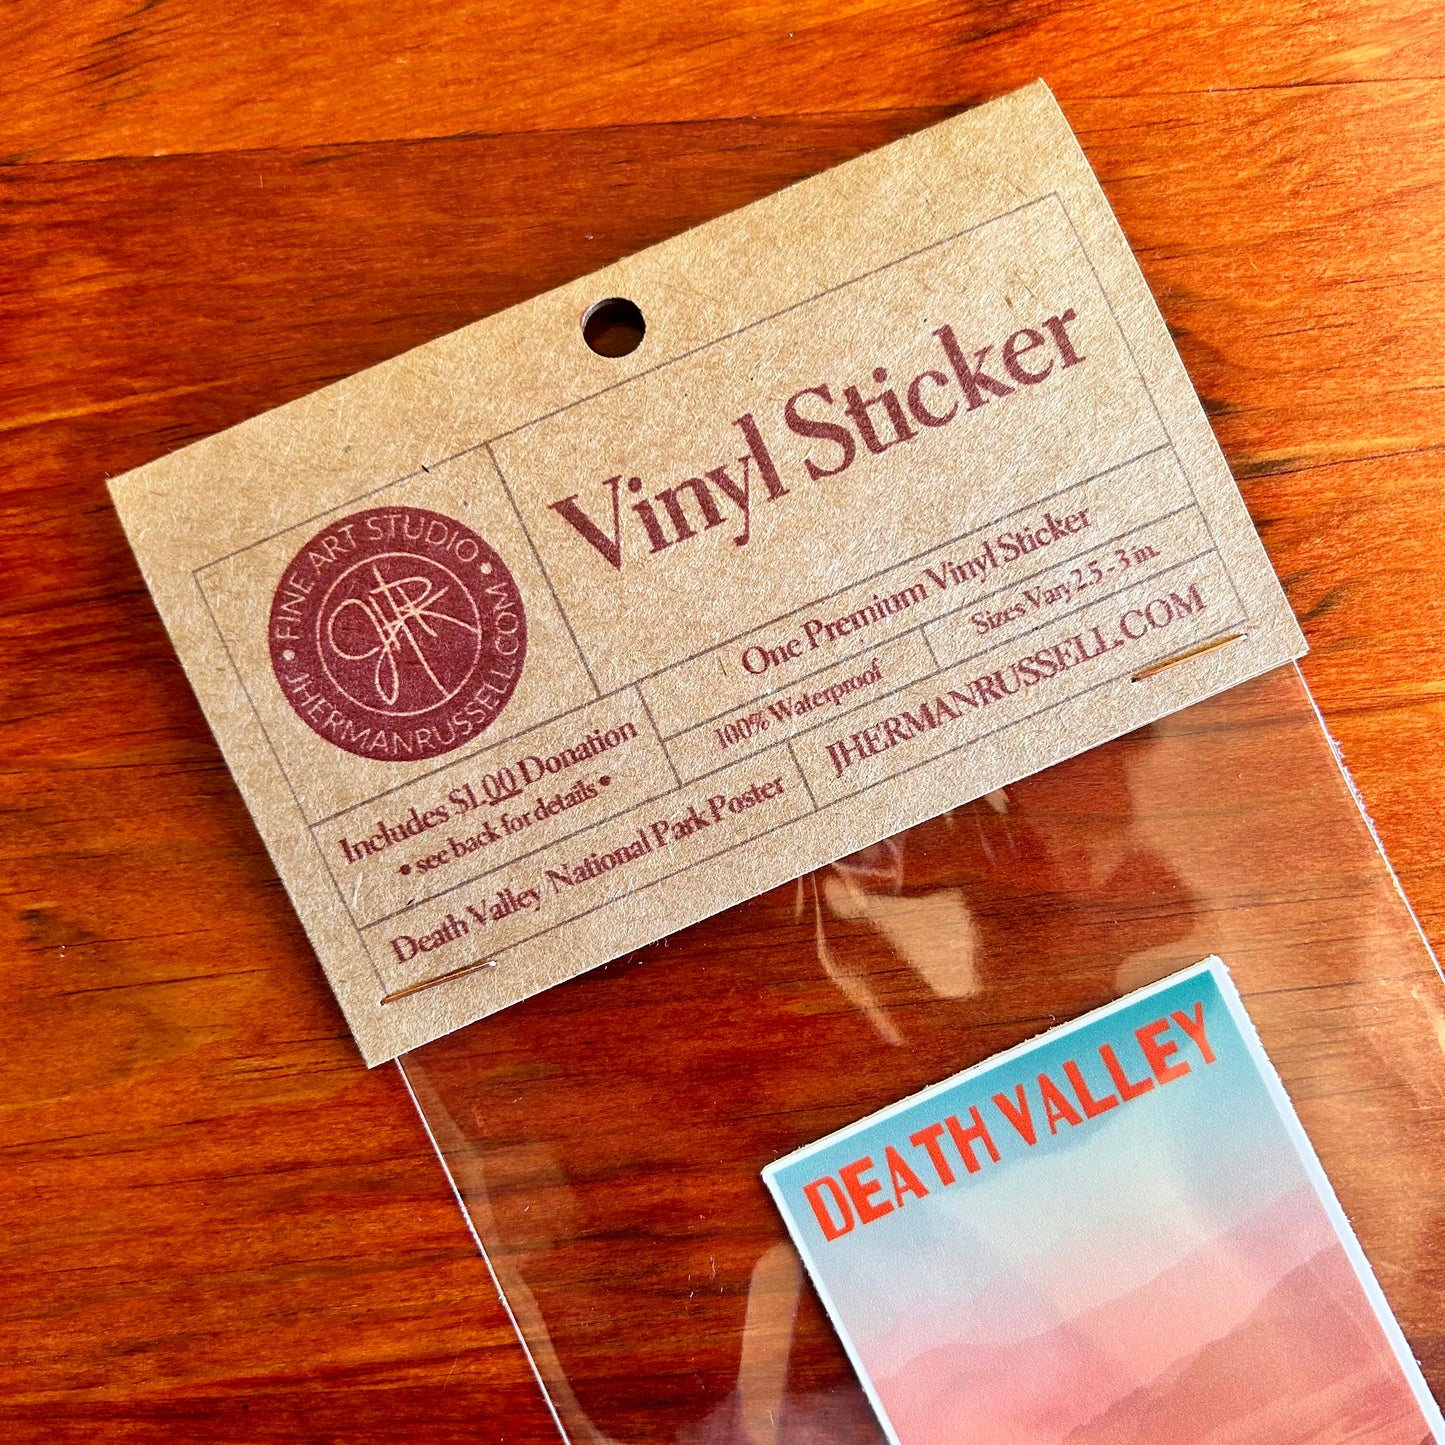 Vinyl Sticker
• FINE ART STUDIO •
JHERMANRUSSELL.COM
JHR
One Premium Vinyl Sticker
100% Waterproof
Sizes Vary 2.5 - 3 in.
Includes $1.00 Donation
• see back for details •
Death Valley National Park Poster
JHERMANRUSSELL.COM
DEATH VALLEY